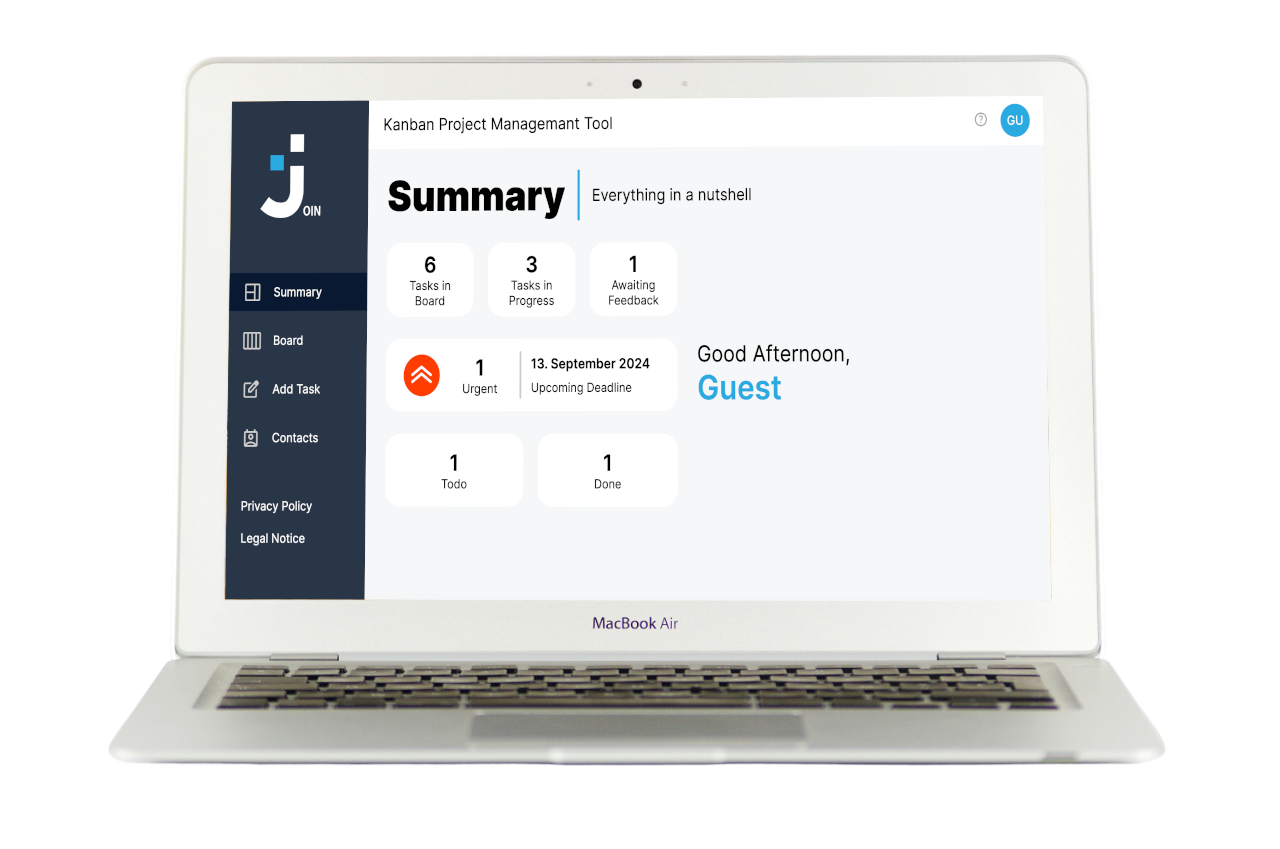 Kanban Project Managemant Tool
GU
OIN
Summary
Board
Add Task
Contacts
Privacy Policy
Legal Notice
Summary
Everything in a nutshell
6
Tasks in
Board
3
Tasks in
Progress
1
Awaiting
Feedback
1
Urgent
13. September 2024
Upcoming Deadline
1
Todo
1
Done
Good Afternoon,
Guest
MacBook Air